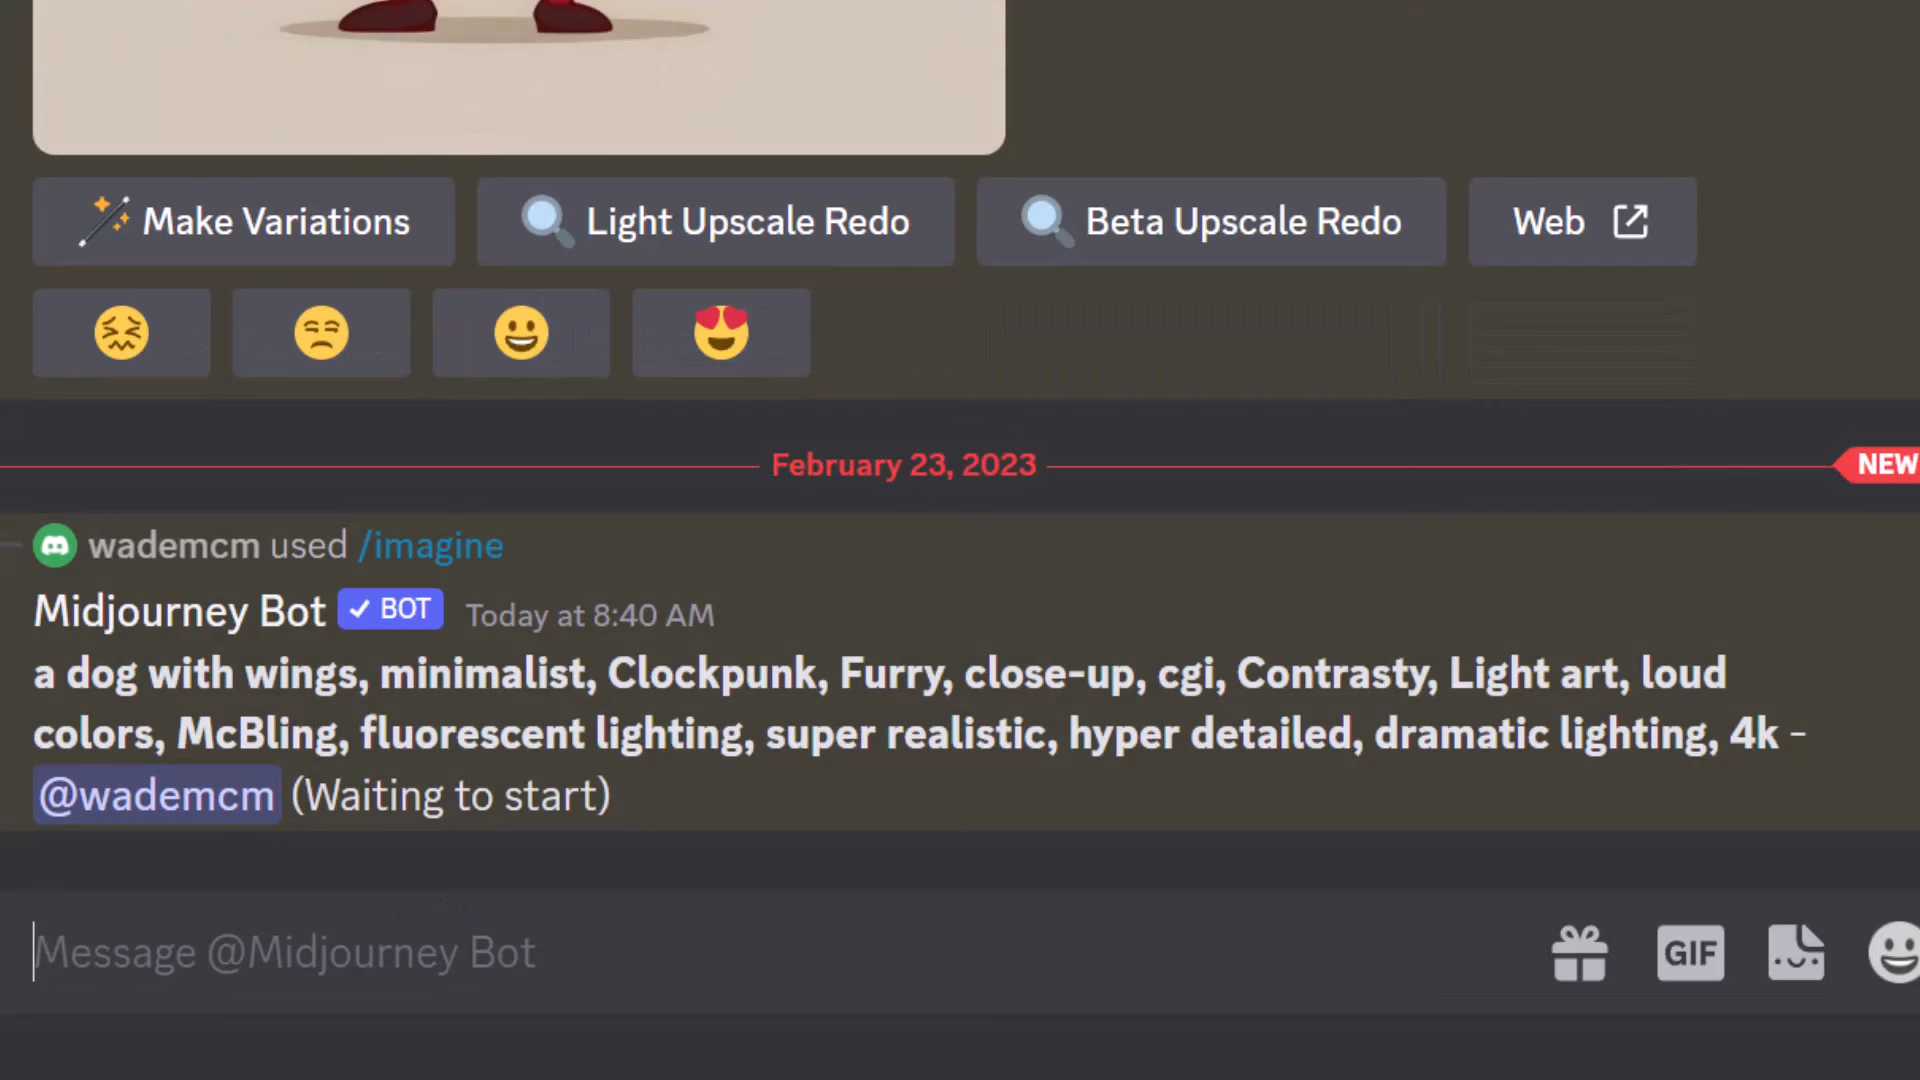 Make Variations Light Upscale Redo Beta Upscale Redo Web
February 23, 2023 NEW
wademcm used /imagine
Midjourney Bot BOT Today at 8:40 AM
a dog with wings, minimalist, Clockpunk, Furry, close-up, cgi, Contrasty, Light art, loud
colors, McBling, fluorescent lighting, super realistic, hyper detailed, dramatic lighting, 4k -
@wademcm (Waiting to start)
Message @Midjourney Bot GIF